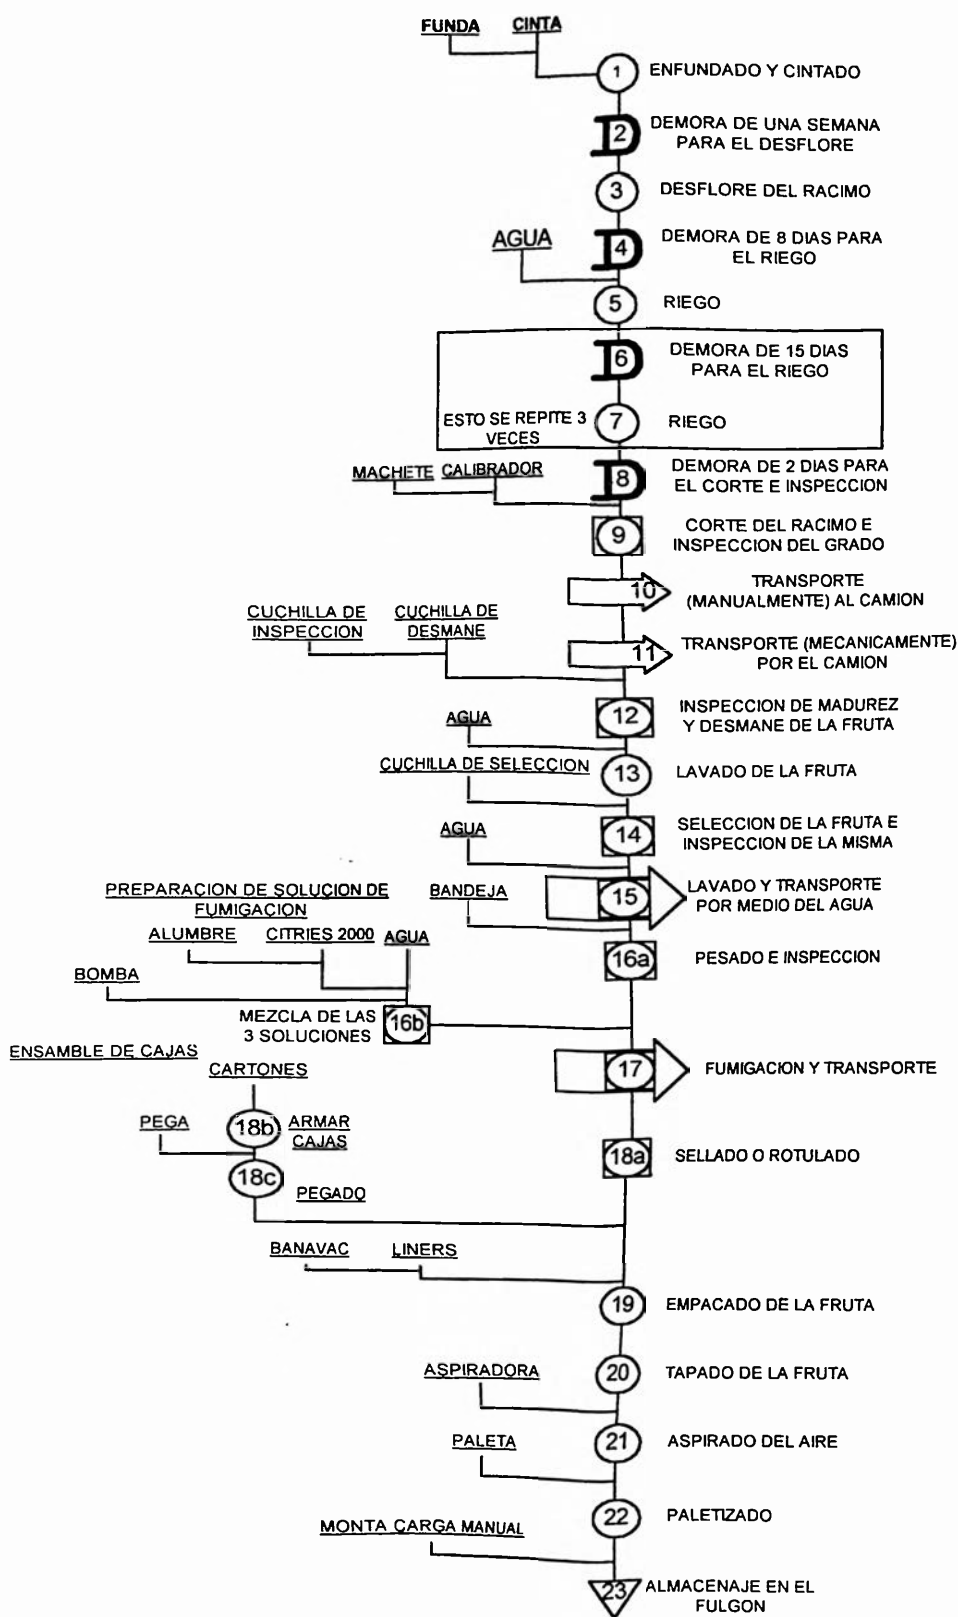 FUNDA CINTA
1 ENFUNDADO Y CINTADO
2 DEMORA DE UNA SEMANA
PARA EL DESFLORE
3 DESFLORE DEL RACIMO
AGUA
4 DEMORA DE 8 DIAS PARA
EL RIEGO
5 RIEGO
6 DEMORA DE 15 DIAS
PARA EL RIEGO
ESTO SE REPITE 3
VECES
7 RIEGO
MACHETE CALIBRADOR
8 DEMORA DE 2 DIAS PARA
EL CORTE E INSPECCION
9 CORTE DEL RACIMO E
INSPECCION DEL GRADO
10 TRANSPORTE
(MANUALMENTE) AL CAMION
CUCHILLA DE
INSPECCION
CUCHILLA DE
DESMANE
11 TRANSPORTE (MECANICAMENTE)
POR EL CAMION
12 INSPECCION DE MADUREZ
Y DESMANE DE LA FRUTA
AGUA
13 LAVADO DE LA FRUTA
CUCHILLA DE SELECCION
14 SELECCION DE LA FRUTA E
INSPECCION DE LA MISMA
AGUA
15 LAVADO Y TRANSPORTE
POR MEDIO DEL AGUA
BANDEJA
16a PESADO E INSPECCION
PREPARACION DE SOLUCION DE
FUMIGACION
ALUMBRE CITRIES 2000 AGUA
BOMBA
MEZCLA DE LAS
3 SOLUCIONES
16b
17 FUMIGACION Y TRANSPORTE
ENSAMBLE DE CAJAS
CARTONES
18b ARMAR
CAJAS
PEGA
18c PEGADO
18a SELLADO O ROTULADO
BANAVAC LINERS
19 EMPACADO DE LA FRUTA
20 TAPADO DE LA FRUTA
ASPIRADORA
21 ASPIRADO DEL AIRE
PALETA
22 PALETIZADO
MONTA CARGA MANUAL
23 ALMACENAJE EN EL
FULGON